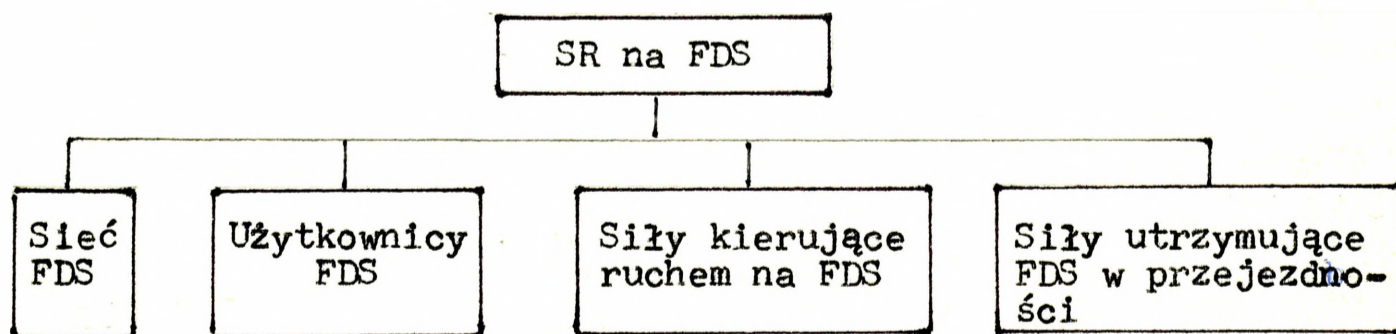 SR na FDS
Sieć
FDS
Użytkownicy
FDS
Siły kierujące
ruchem na FDS
Siły utrzymujące
FDS w przejezdno-
ści